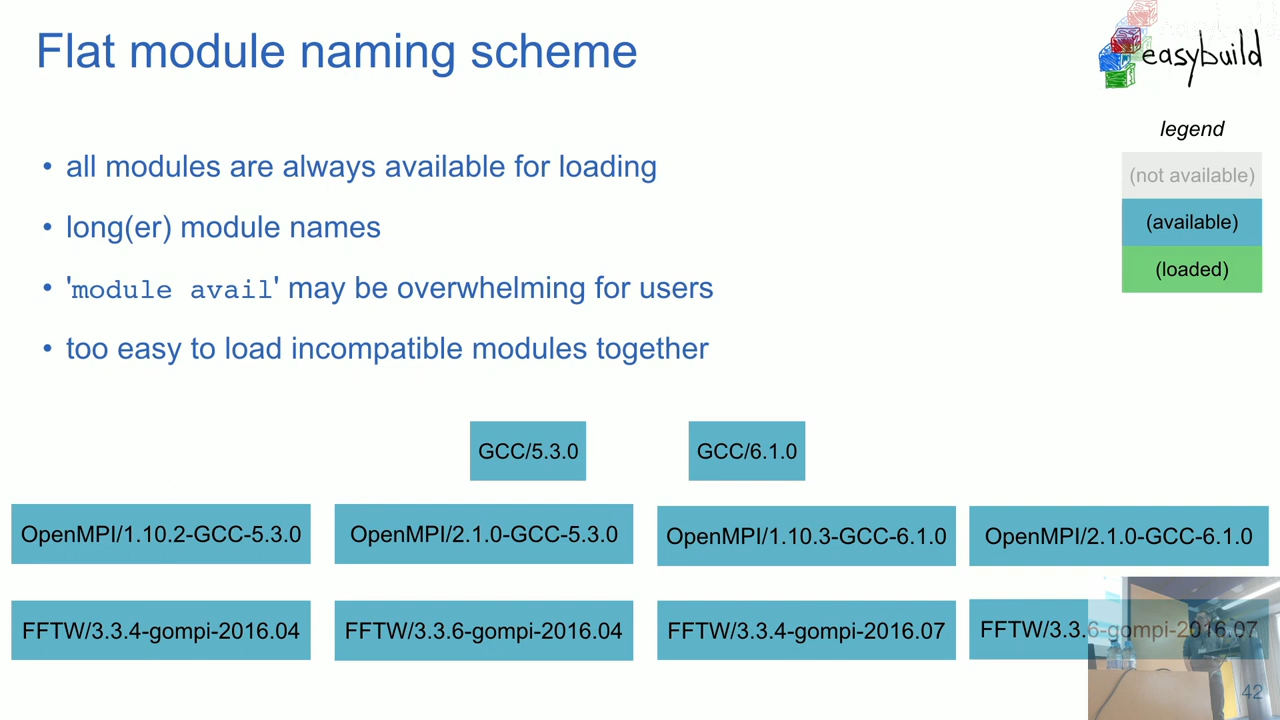 Flat module naming scheme
easybuild
legend
(not available)
(available)
(loaded)
• all modules are always available for loading
• long(er) module names
• 'module avail' may be overwhelming for users
• too easy to load incompatible modules together
GCC/5.3.0
GCC/6.1.0
OpenMPI/1.10.2-GCC-5.3.0
OpenMPI/2.1.0-GCC-5.3.0
OpenMPI/1.10.3-GCC-6.1.0
OpenMPI/2.1.0-GCC-6.1.0
FFTW/3.3.4-gompi-2016.04
FFTW/3.3.6-gompi-2016.04
FFTW/3.3.4-gompi-2016.07
FFTW/3.3.6-gompi-2016.07
42